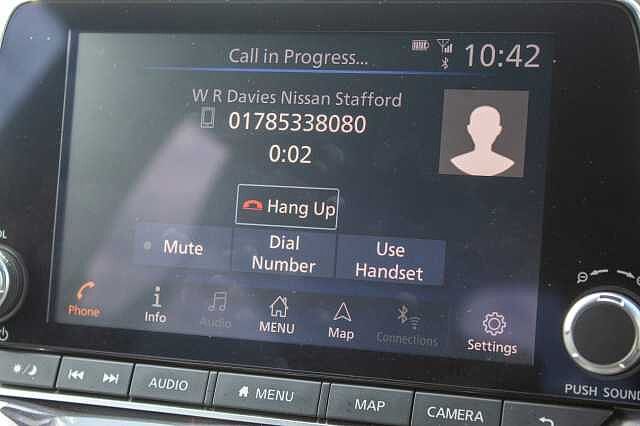 Call in Progress...
10:42
W R Davies Nissan Stafford
01785338080
0:02
Hang Up
Mute
Dial Number
Use Handset
Phone
Info
Audio
MENU
Map
Connections
Settings
AUDIO
MENU
MAP
CAMERA
PUSH SOUND